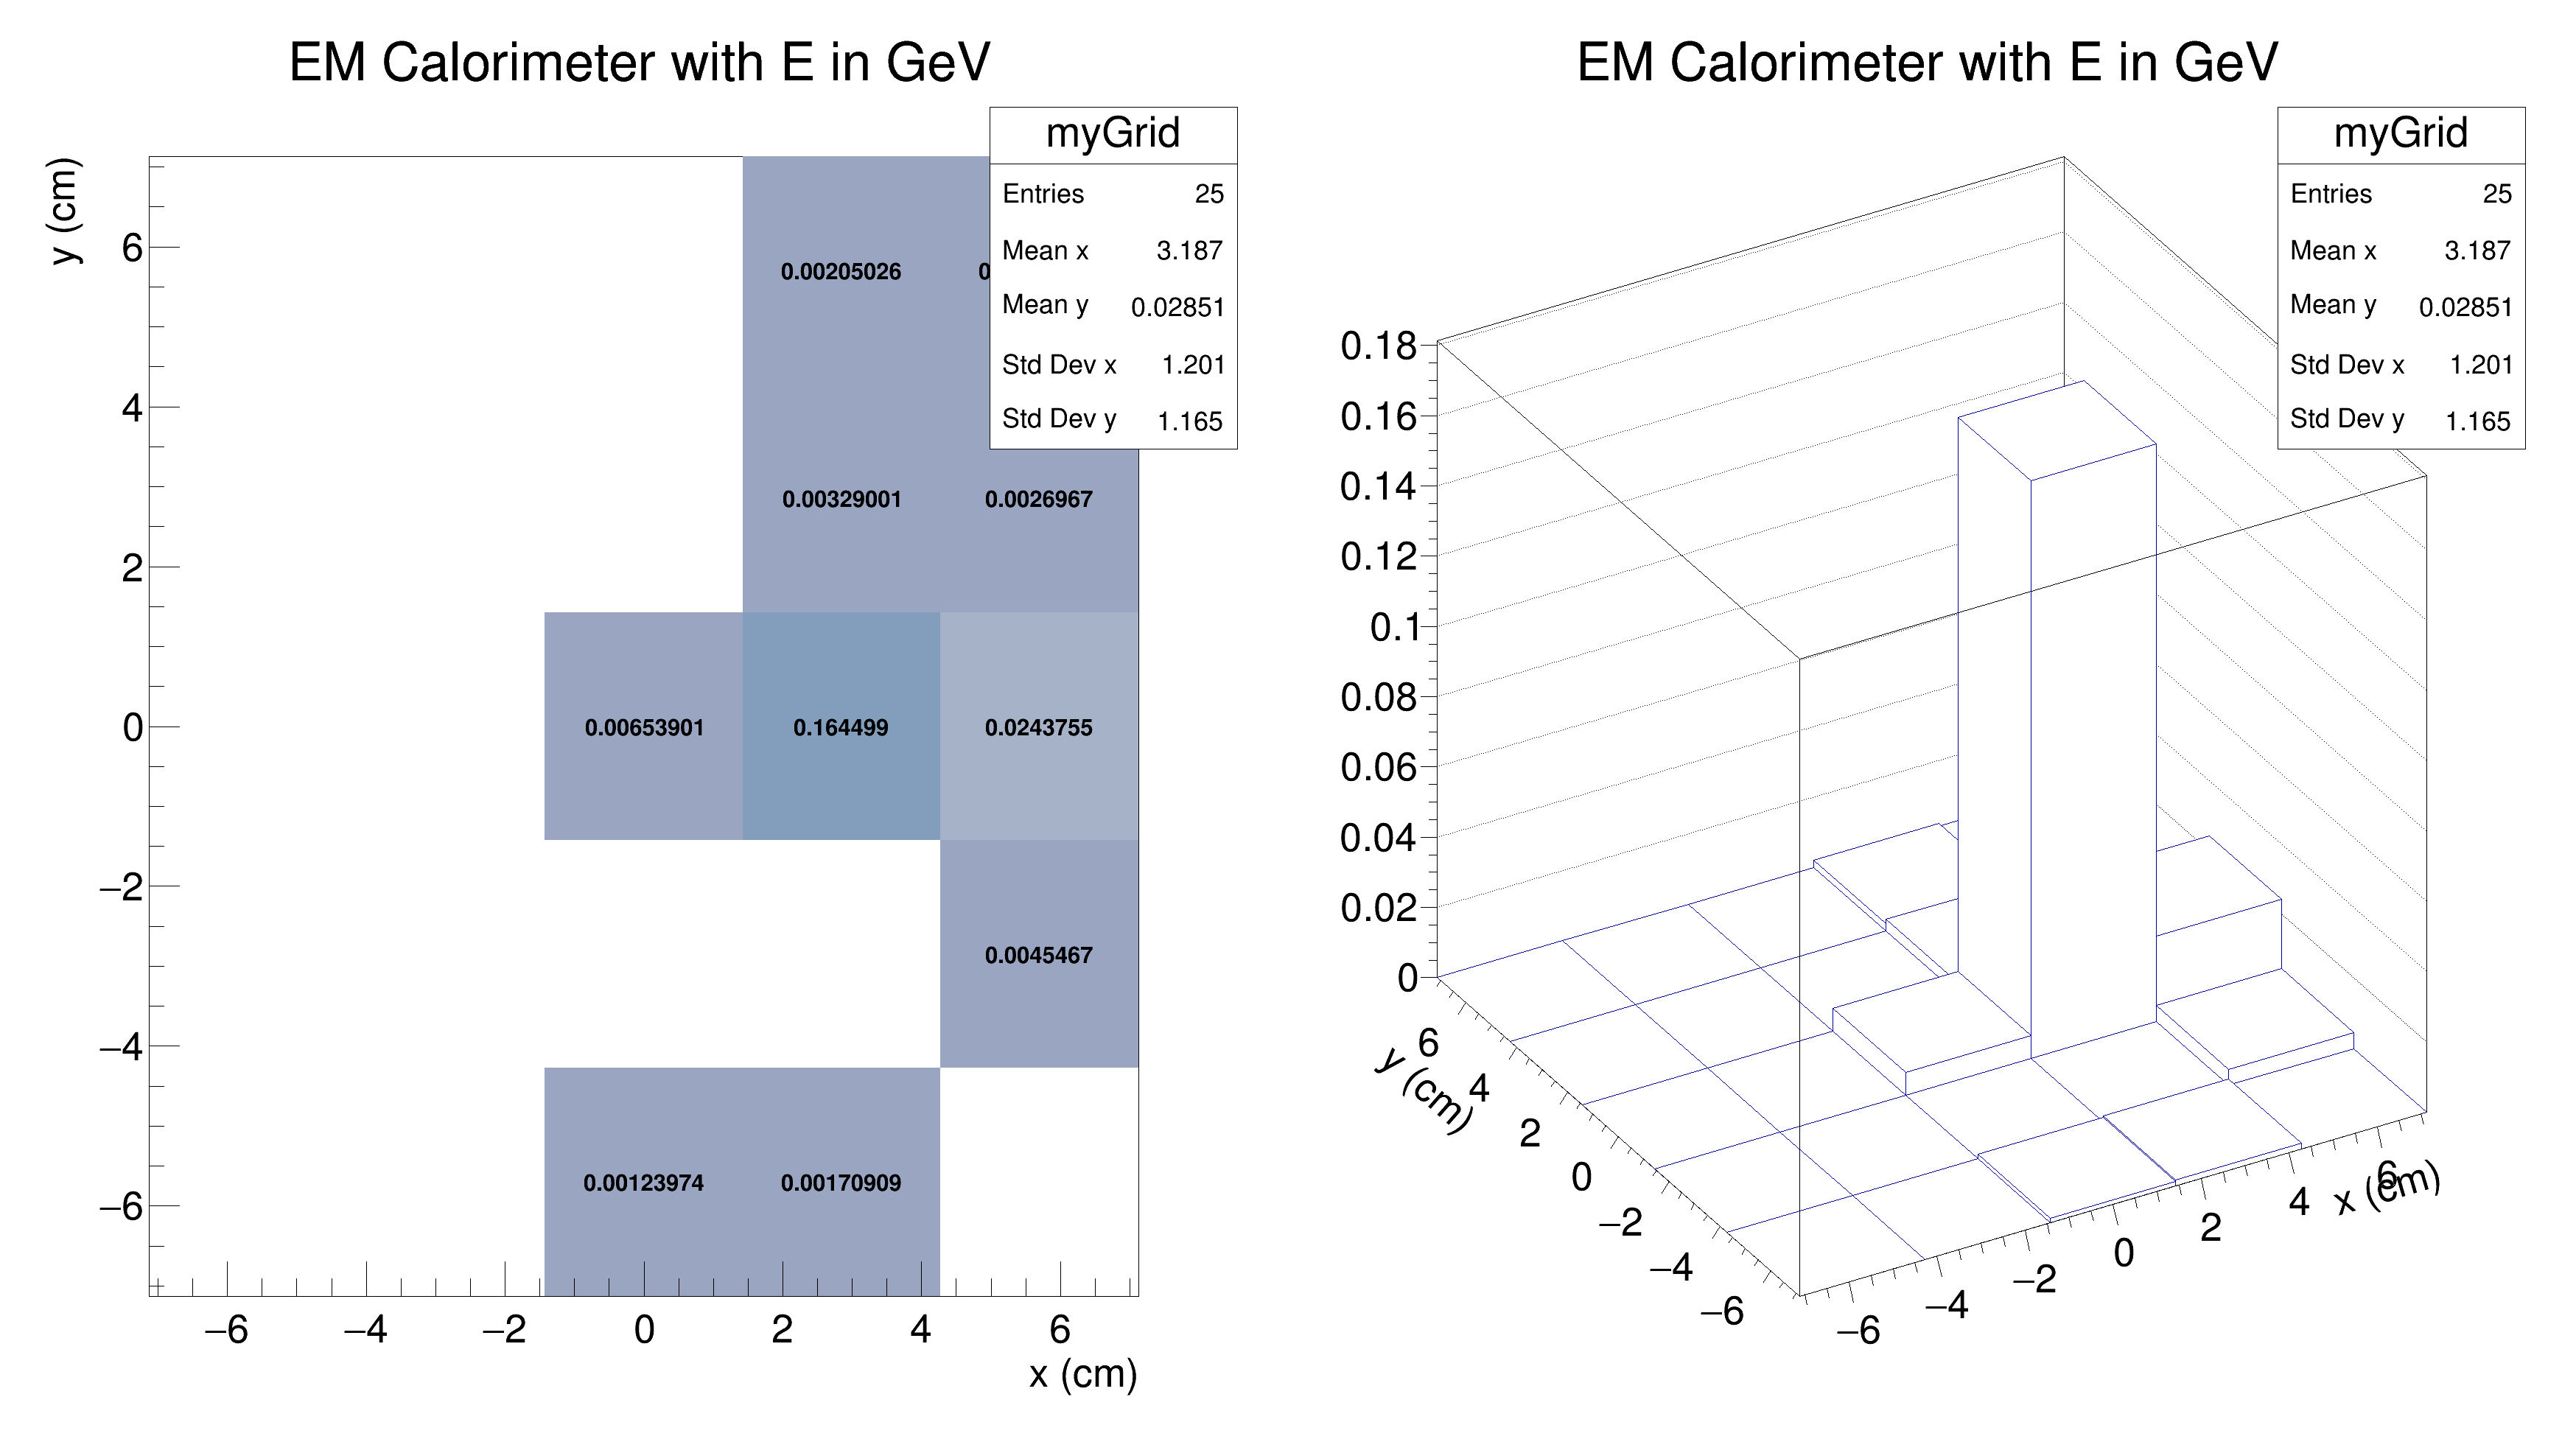 EM Calorimeter with E in GeV
myGrid
Entries 25
Mean x 3.187
Mean y 0.02851
Std Dev x 1.201
Std Dev y 1.165
y (cm)
6
4
2
0
−2
−4
−6
0.00205026
0.00329001 0.0026967
0.00653901 0.164499 0.0243755
0.0045467
0.00123974 0.00170909
−6 −4 −2 0 2 4 6
x (cm)
EM Calorimeter with E in GeV
myGrid
Entries 25
Mean x 3.187
Mean y 0.02851
Std Dev x 1.201
Std Dev y 1.165
0.18
0.16
0.14
0.12
0.1
0.08
0.06
0.04
0.02
0
6
4
2
0
−2
−4
−6
y (cm)
−6
−4
−2
0
2
4
6
x (cm)